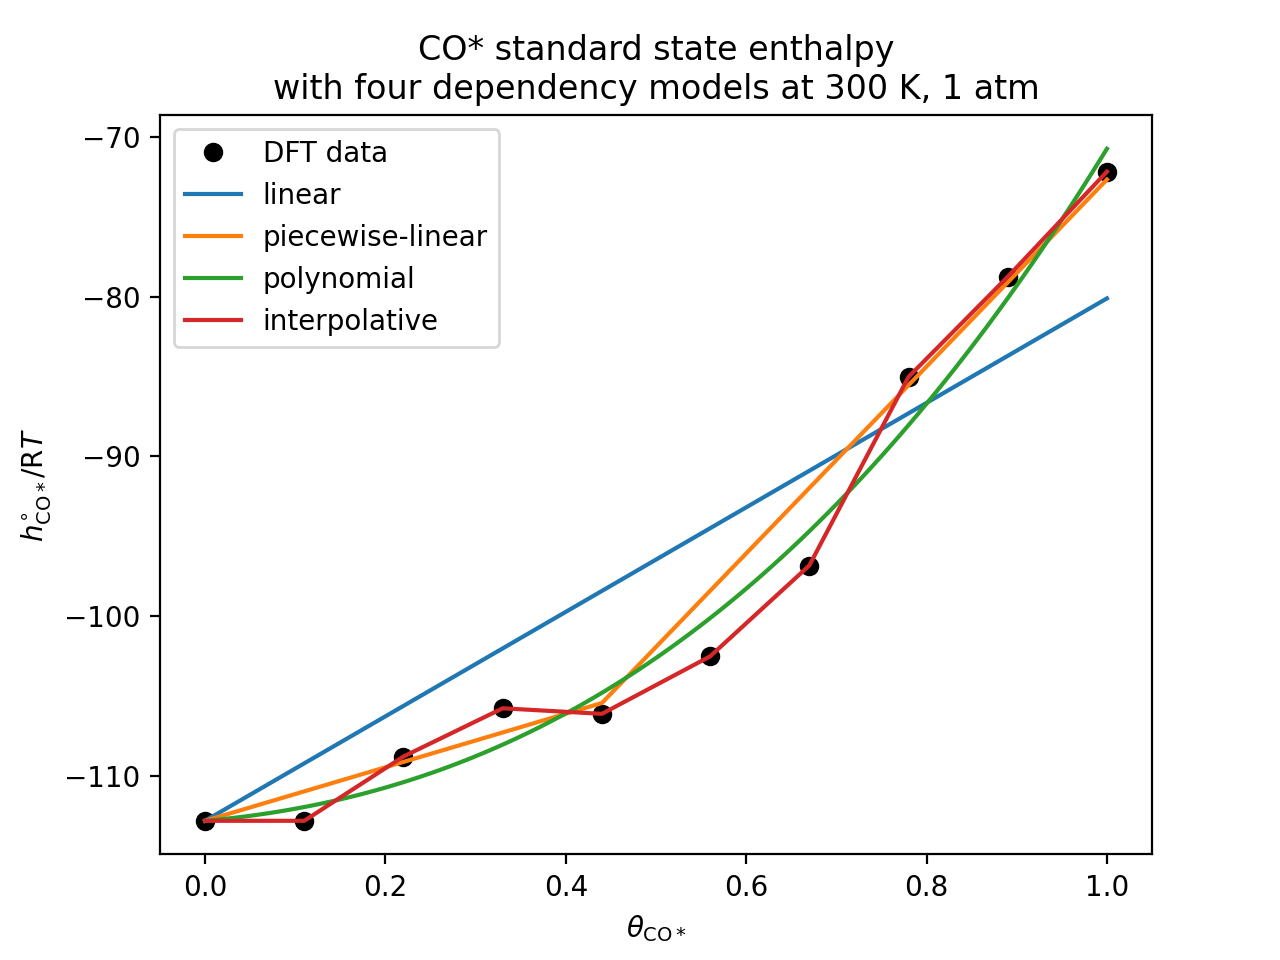 CO* standard state enthalpy
with four dependency models at 300 K, 1 atm
−70
−80
−90
−100
−110
DFT data
linear
piecewise-linear
polynomial
interpolative
h°CO*/RT
0.0 0.2 0.4 0.6 0.8 1.0
θCO*